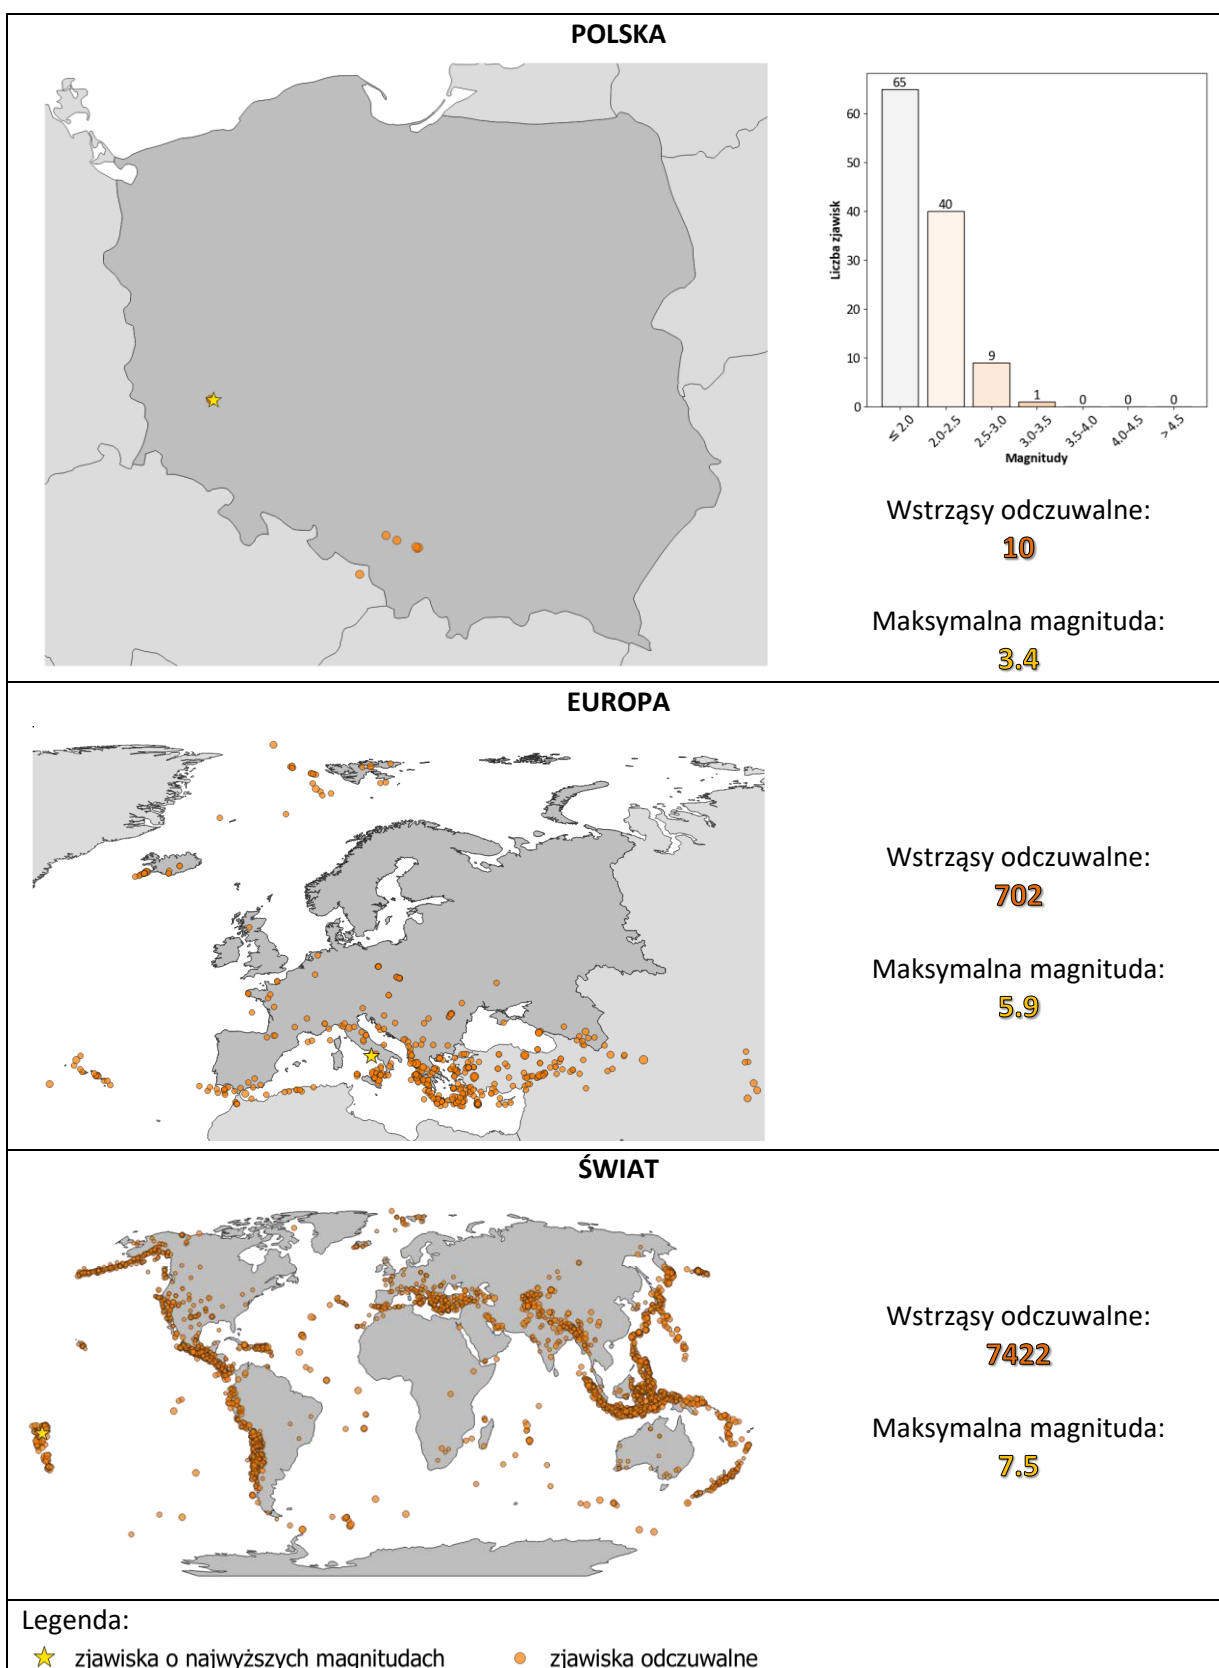 POLSKA
65
40
9
1
0
0
0
60
50
40
30
20
10
0
Liczba zjawisk
≤ 2.0
2.0-2.5
2.5-3.0
3.0-3.5
3.5-4.0
4.0-4.5
> 4.5
Magnitudy
Wstrząsy odczuwalne:
10
Maksymalna magnituda:
3.4
EUROPA
Wstrząsy odczuwalne:
702
Maksymalna magnituda:
5.9
ŚWIAT
Wstrząsy odczuwalne:
7422
Maksymalna magnituda:
7.5
Legenda:
zjawiska o najwyższych magnitudach
zjawiska odczuwalne